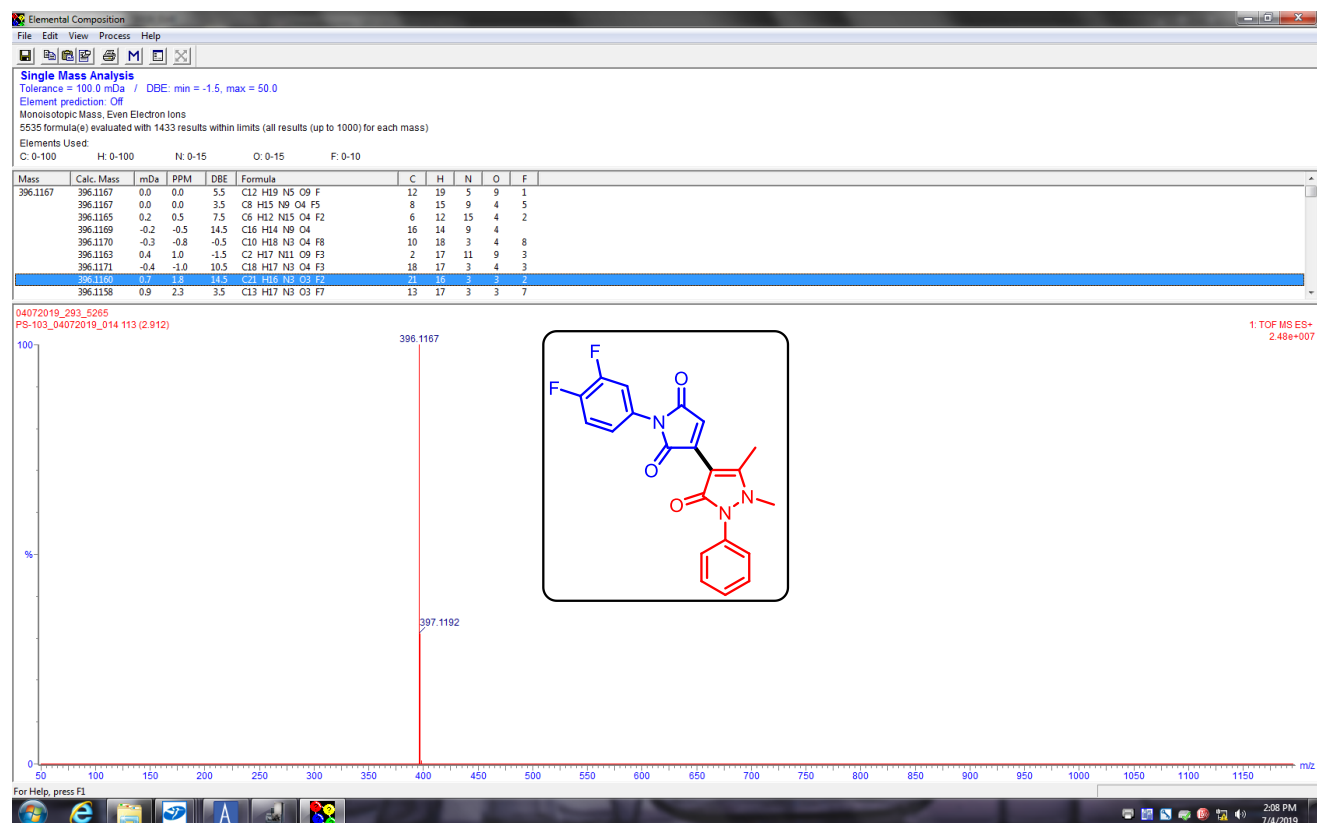 Elemental Composition
File Edit View Process Help
Single Mass Analysis
Tolerance = 100.0 mDa / DBE: min = -1.5, max = 50.0
Element prediction: Off
Monoisotopic Mass, Even Electron Ions
5535 formula(e) evaluated with 1433 results within limits (all results (up to 1000) for each mass)
Elements Used:
C: 0-100 H: 0-100 N: 0-15 O: 0-15 F: 0-10
Mass Calc. Mass mDa PPM DBE Formula C H N O F
396.1167 396.1167 0.0 0.0 5.5 C12 H19 N5 O9 F 12 19 5 9 1
396.1167 0.0 0.0 3.5 C8 H15 N9 O4 F5 8 15 9 4 5
396.1165 0.2 0.5 7.5 C6 H12 N15 O4 F2 6 12 15 4 2
396.1169 -0.2 -0.5 14.5 C16 H14 N9 O4 16 14 9 4
396.1170 -0.3 -0.8 -0.5 C10 H18 N3 O4 F8 10 18 3 4 8
396.1163 0.4 1.0 -1.5 C2 H17 N11 O9 F3 2 17 11 9 3
396.1171 -0.4 -1.0 10.5 C18 H17 N3 O4 F3 18 17 3 4 3
396.1160 0.7 1.8 14.5 C21 H16 N3 O3 F2 21 16 3 3 2
396.1158 0.9 2.3 3.5 C13 H17 N3 O3 F7 13 17 3 3 7
04072019_293_5265
PS-103_04072019_014 113 (2.912)
1: TOF MS ES+
2.48e+007
100
396.1167
F
F
O
N
O
O
N
N
%
397.1192
0
50 100 150 200 250 300 350 400 450 500 550 600 650 700 750 800 850 900 950 1000 1050 1100 1150
m/z
For Help, press F1
2:08 PM
7/4/2019